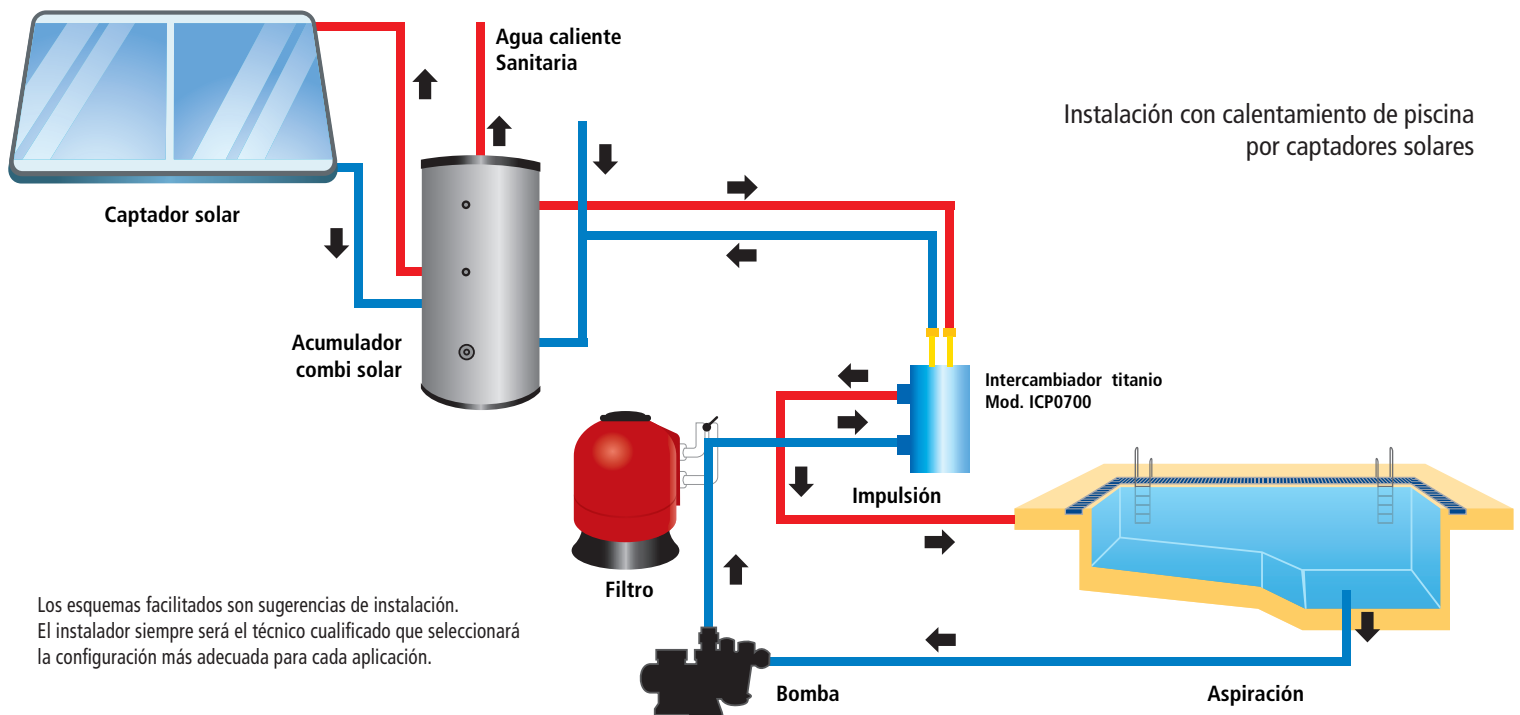 Agua caliente
Sanitaria
Instalación con calentamiento de piscina
por captadores solares
Captador solar
Acumulador
combi solar
Intercambiador titanio
Mod. ICP0700
Impulsión
Filtro
Los esquemas facilitados son sugerencias de instalación.
El instalador siempre será el técnico cualificado que seleccionará
la configuración más adecuada para cada aplicación.
Bomba
Aspiración